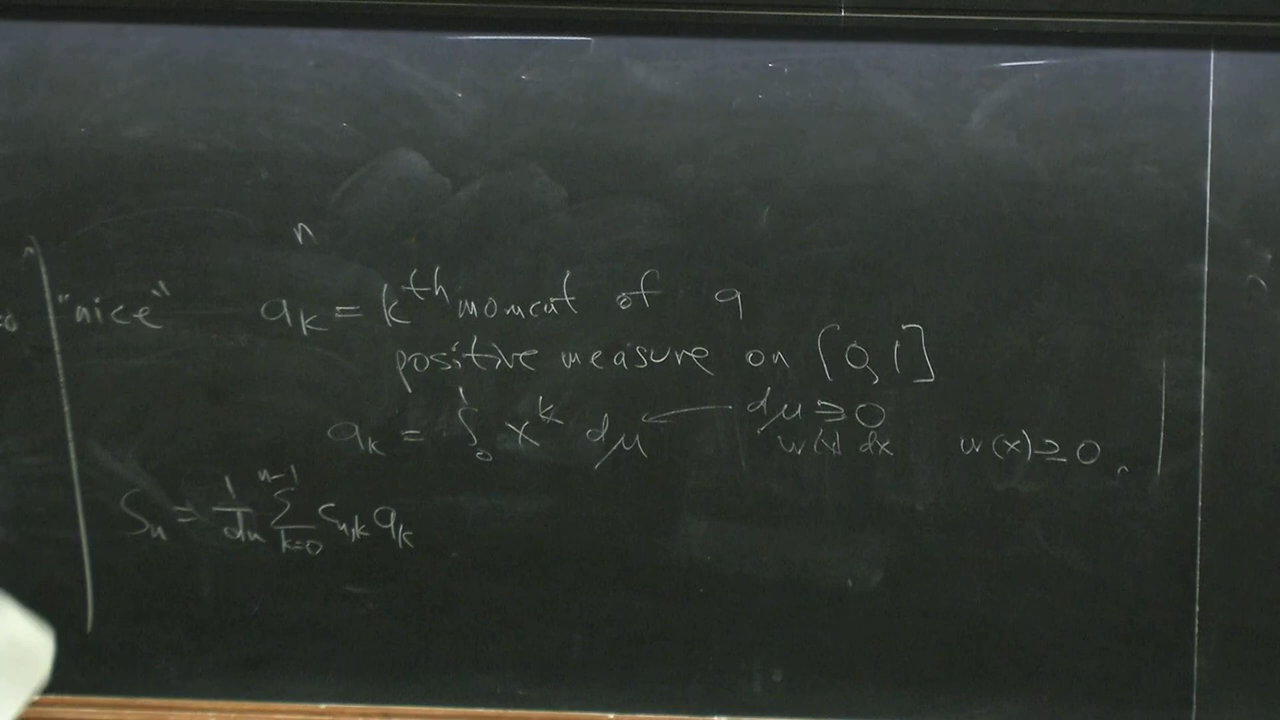 n
"nice" a_k = k^th moment of a
positive measure on [0,1]
a_k = ∫_0^1 x^k dμ ← dμ ≥ 0
w(x) dx w(x) ≥ 0
S_n = 1/d_n ∑_{k=0}^{n-1} c_{n,k} a_k